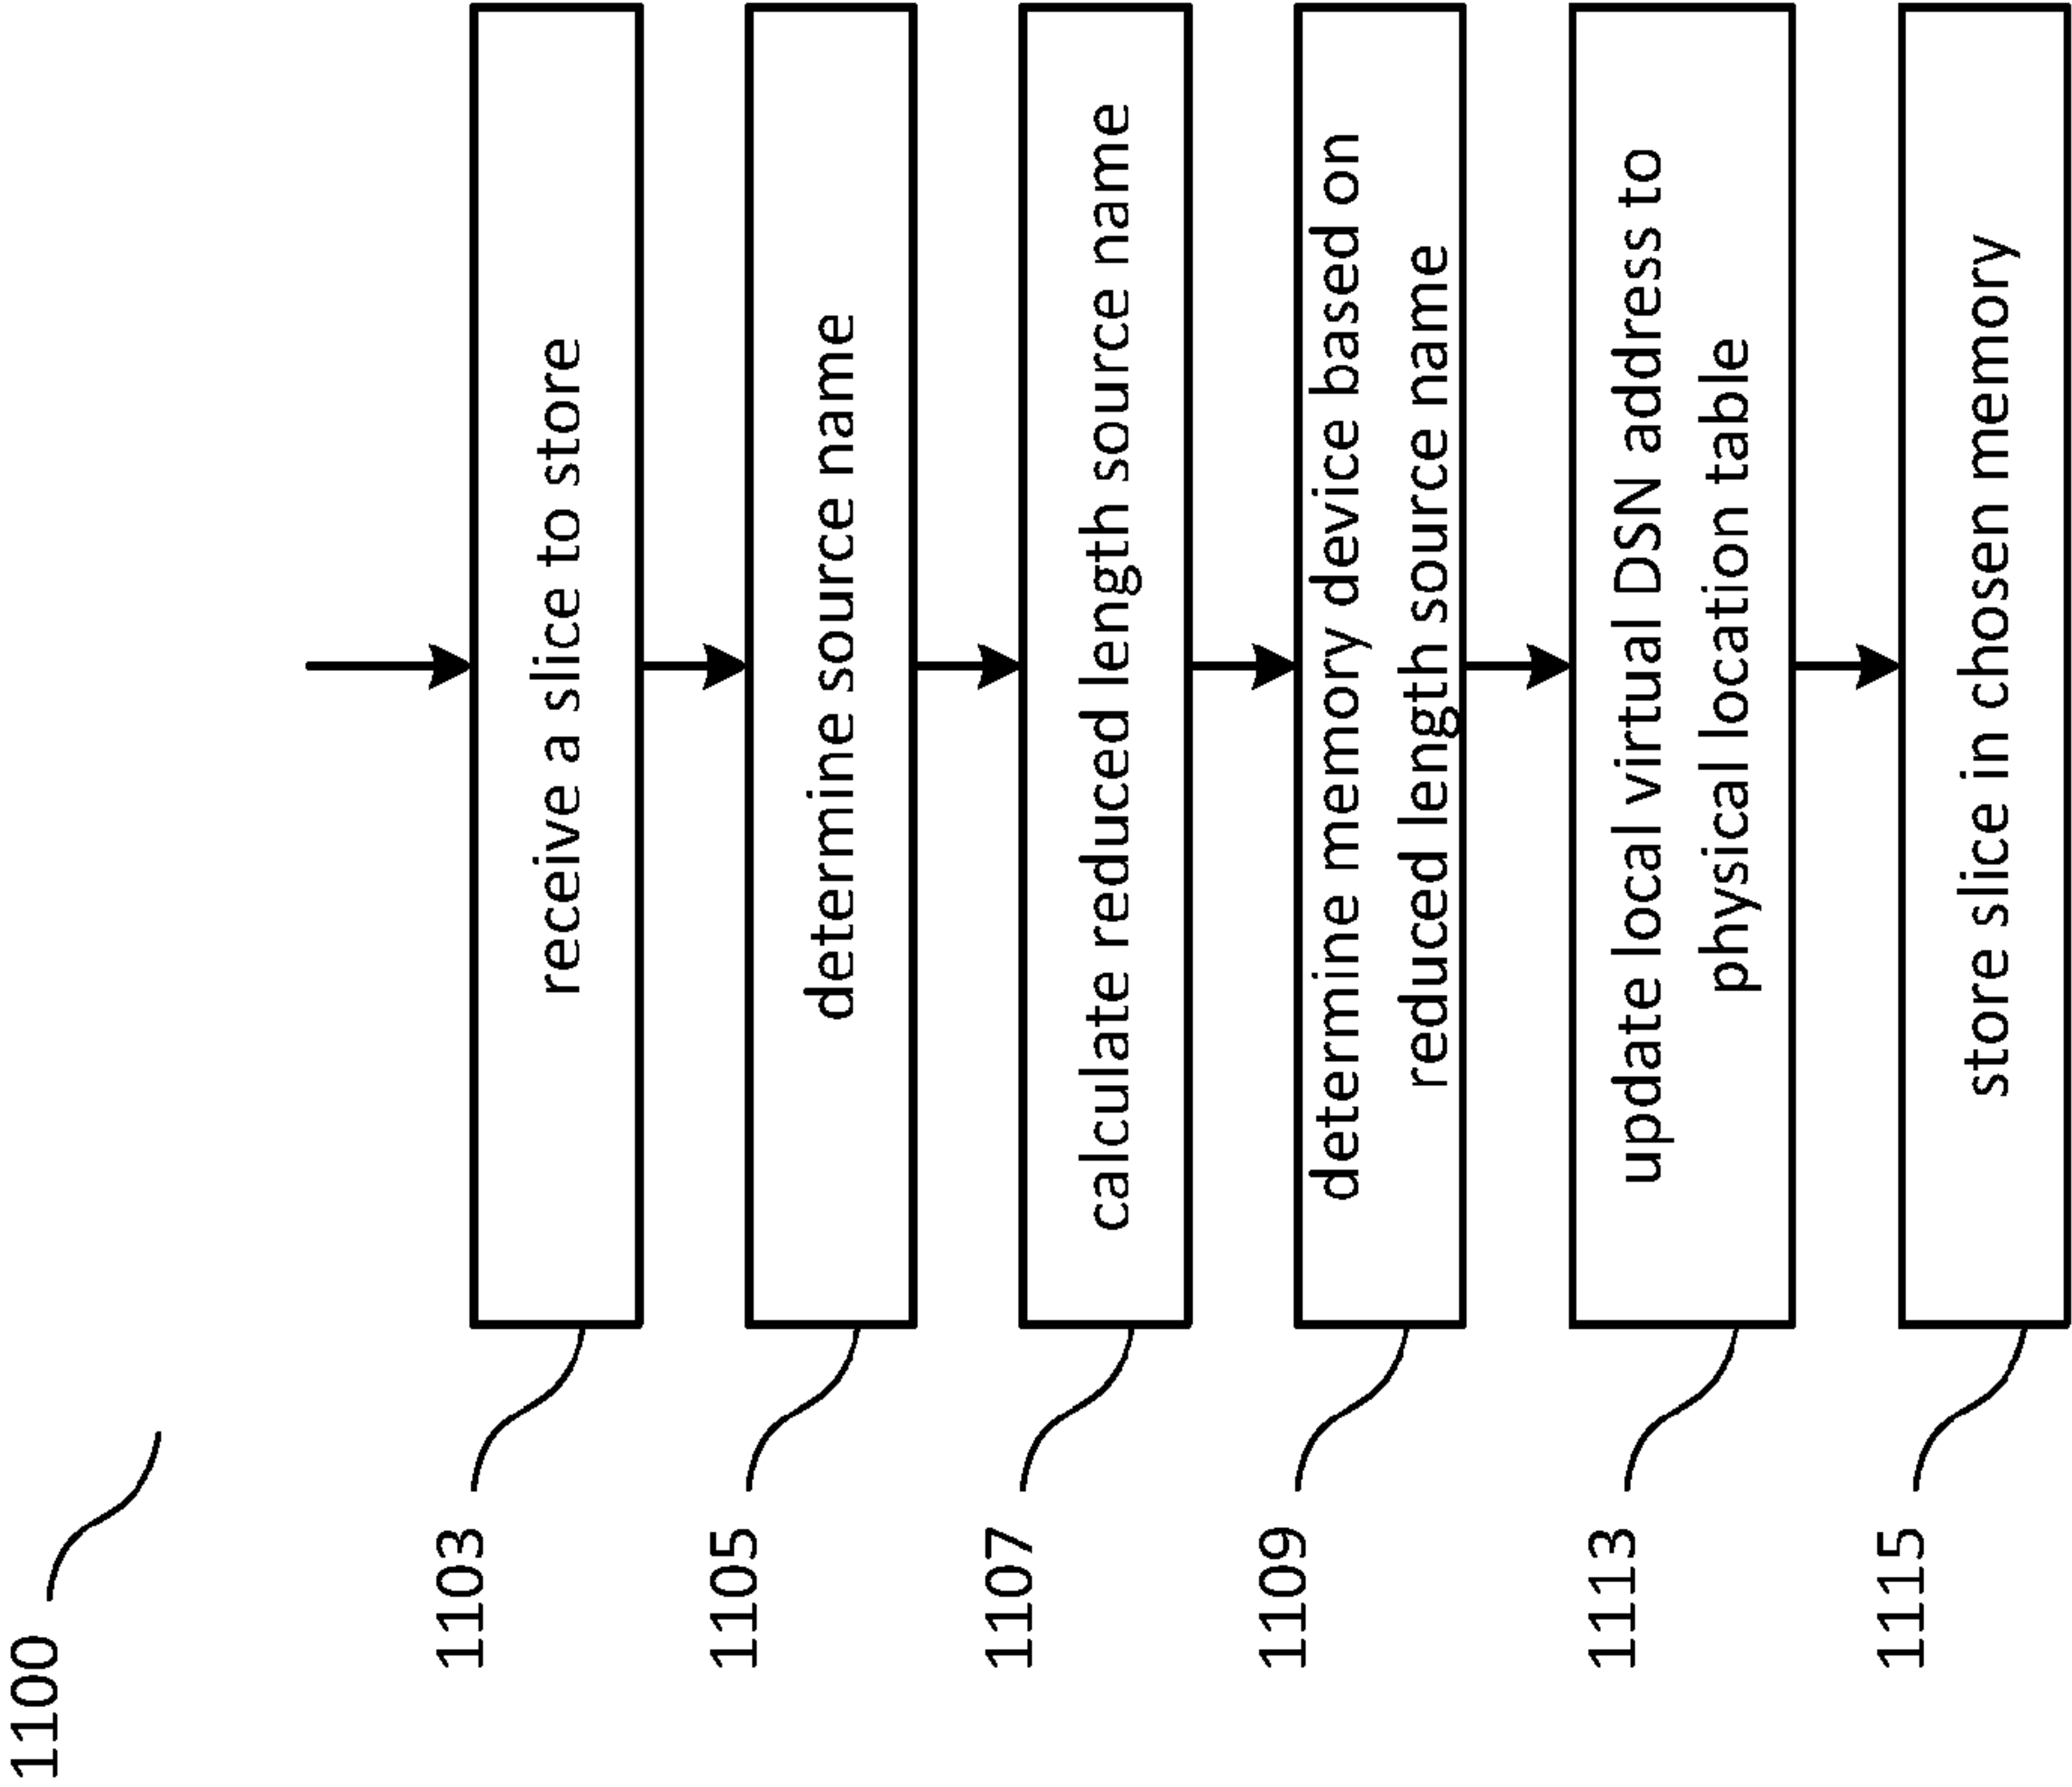 1100
1103
receive a slice to store
1105
determine source name
1107
calculate reduced length source name
1109
determine memory device based on
reduced length source name
1113
update local virtual DSN address to
physical location table
1115
store slice in chosen memory